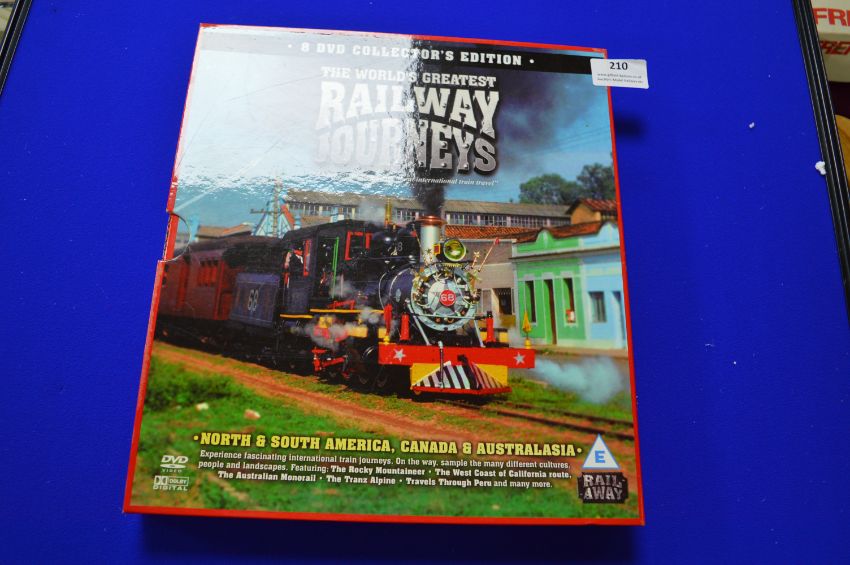 • 8 DVD COLLECTOR'S EDITION •
210
THE WORLD'S GREATEST
RAILWAY
JOURNEYS
international train travel"
68
68
• NORTH & SOUTH AMERICA, CANADA & AUSTRALASIA •
Experience fascinating international train journeys. On the way, sample the many different cultures,
people and landscapes. Featuring: The Rocky Mountaineer • The West Coast of California route,
The Australian Monorail • The Tranz Alpine • Travels Through Peru and many more.
DVD
VIDEO
DOLBY
DIGITAL
E
RAIL
AWAY
FR